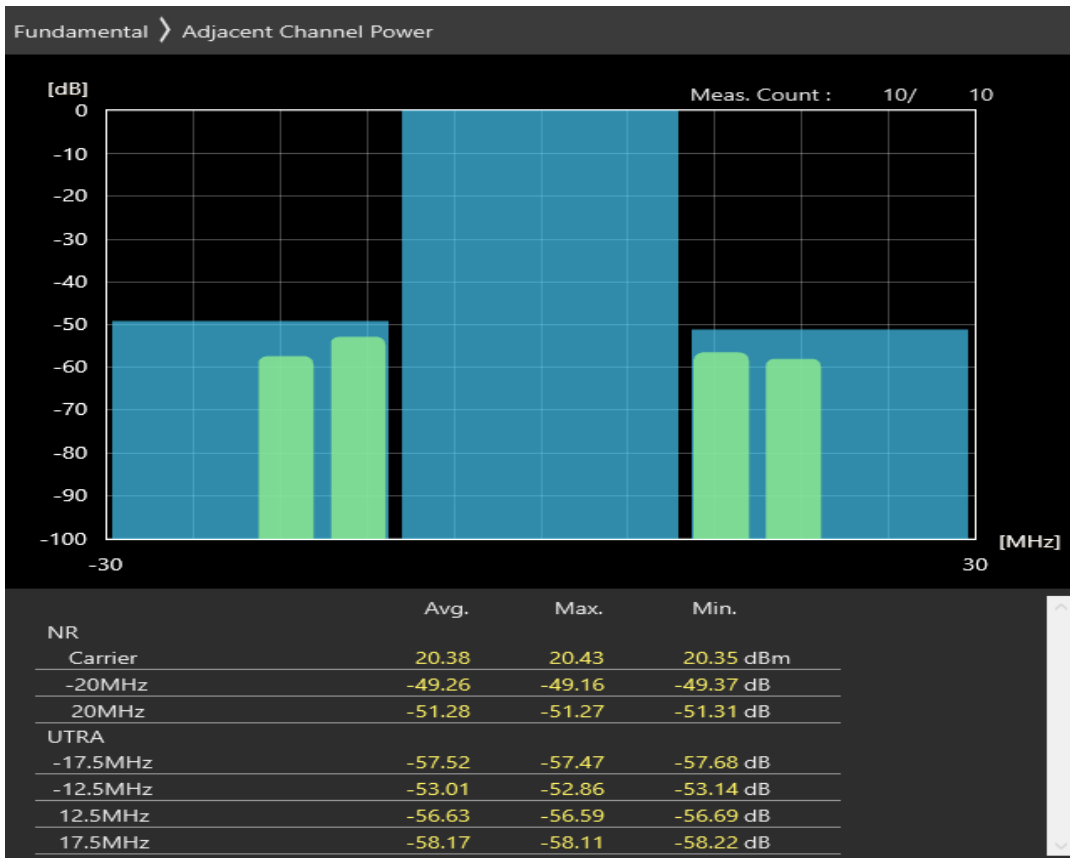 Fundamental 〉 Adjacent Channel Power
[dB]
Meas. Count : 10/ 10
0
-10
-20
-30
-40
-50
-60
-70
-80
-90
-100
[MHz]
-30 30
Avg. Max. Min.
NR
Carrier 20.38 20.43 20.35 dBm
-20MHz -49.26 -49.16 -49.37 dB
20MHz -51.28 -51.27 -51.31 dB
UTRA
-17.5MHz -57.52 -57.47 -57.68 dB
-12.5MHz -53.01 -52.86 -53.14 dB
12.5MHz -56.63 -56.59 -56.69 dB
17.5MHz -58.17 -58.11 -58.22 dB